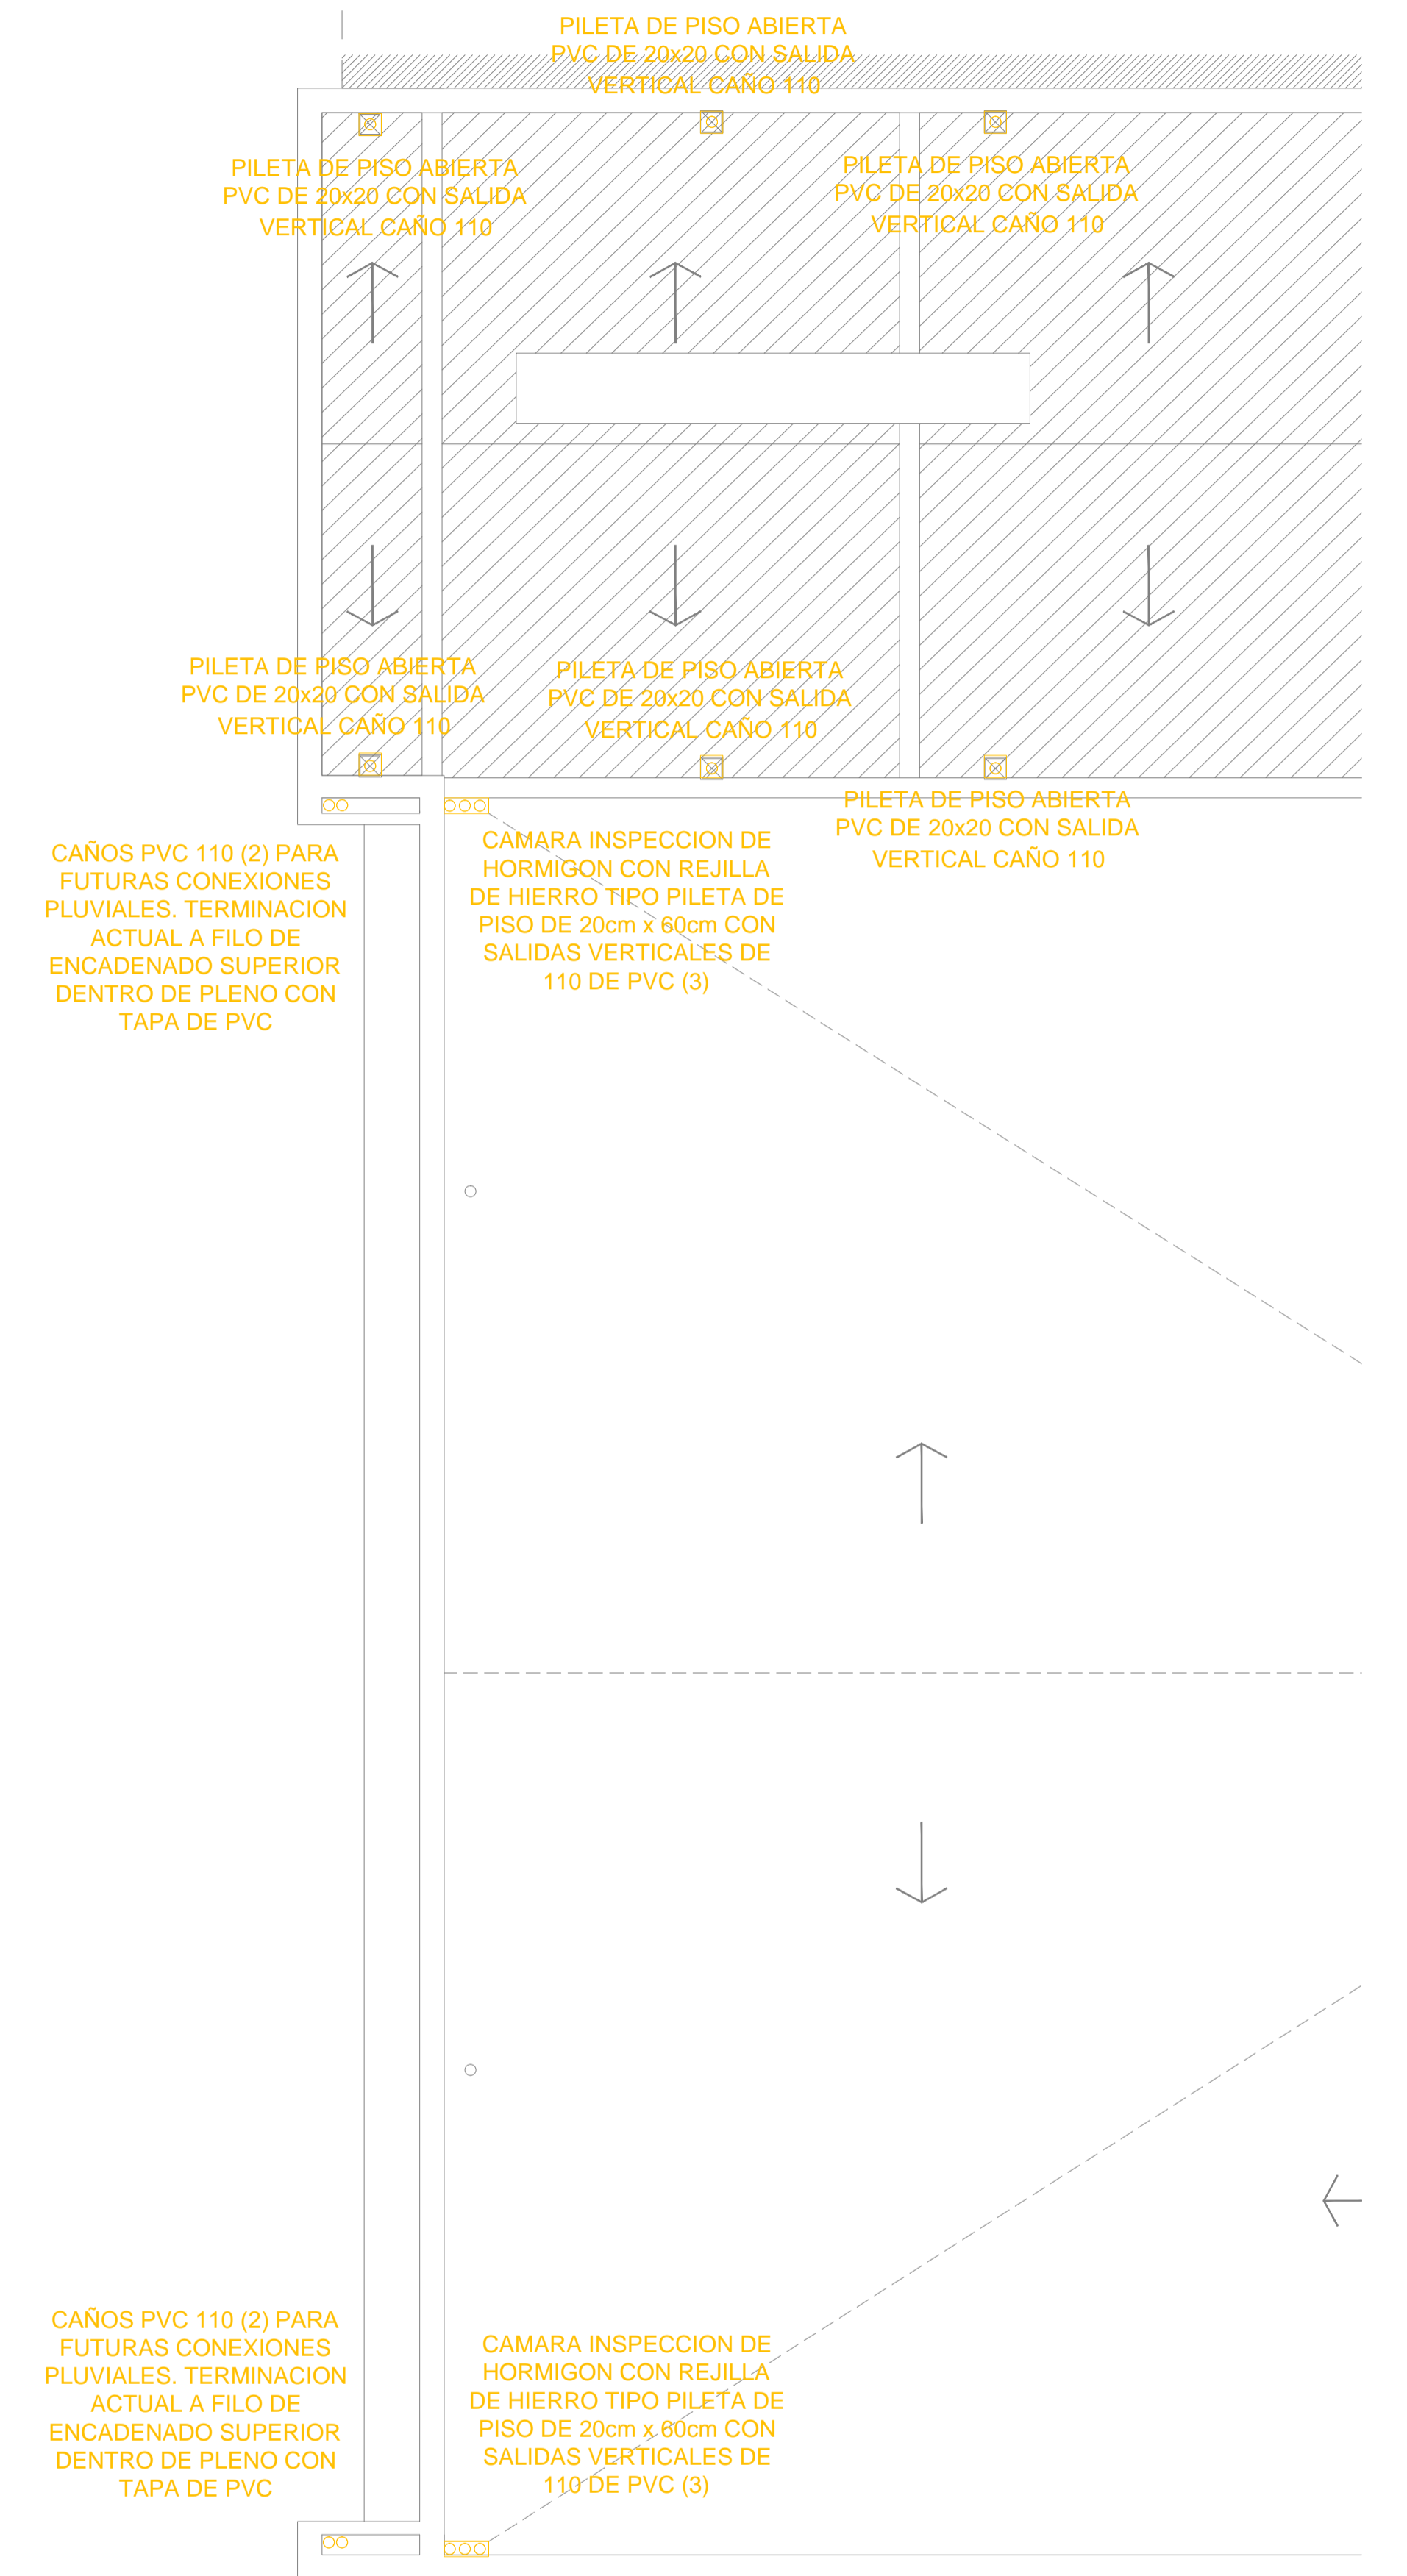 PILETA DE PISO ABIERTA
PVC DE 20x20 CON SALIDA
VERTICAL CAÑO 110
PILETA DE PISO ABIERTA
PVC DE 20x20 CON SALIDA
VERTICAL CAÑO 110
PILETA DE PISO ABIERTA
PVC DE 20x20 CON SALIDA
VERTICAL CAÑO 110
PILETA DE PISO ABIERTA
PVC DE 20x20 CON SALIDA
VERTICAL CAÑO 110
PILETA DE PISO ABIERTA
PVC DE 20x20 CON SALIDA
VERTICAL CAÑO 110
PILETA DE PISO ABIERTA
PVC DE 20x20 CON SALIDA
VERTICAL CAÑO 110
CAÑOS PVC 110 (2) PARA
FUTURAS CONEXIONES
PLUVIALES. TERMINACION
ACTUAL A FILO DE
ENCADENADO SUPERIOR
DENTRO DE PLENO CON
TAPA DE PVC
CAMARA INSPECCION DE
HORMIGON CON REJILLA
DE HIERRO TIPO PILETA DE
PISO DE 20cm x 60cm CON
SALIDAS VERTICALES DE
110 DE PVC (3)
CAÑOS PVC 110 (2) PARA
FUTURAS CONEXIONES
PLUVIALES. TERMINACION
ACTUAL A FILO DE
ENCADENADO SUPERIOR
DENTRO DE PLENO CON
TAPA DE PVC
CAMARA INSPECCION DE
HORMIGON CON REJILLA
DE HIERRO TIPO PILETA DE
PISO DE 20cm x 60cm CON
SALIDAS VERTICALES DE
110 DE PVC (3)